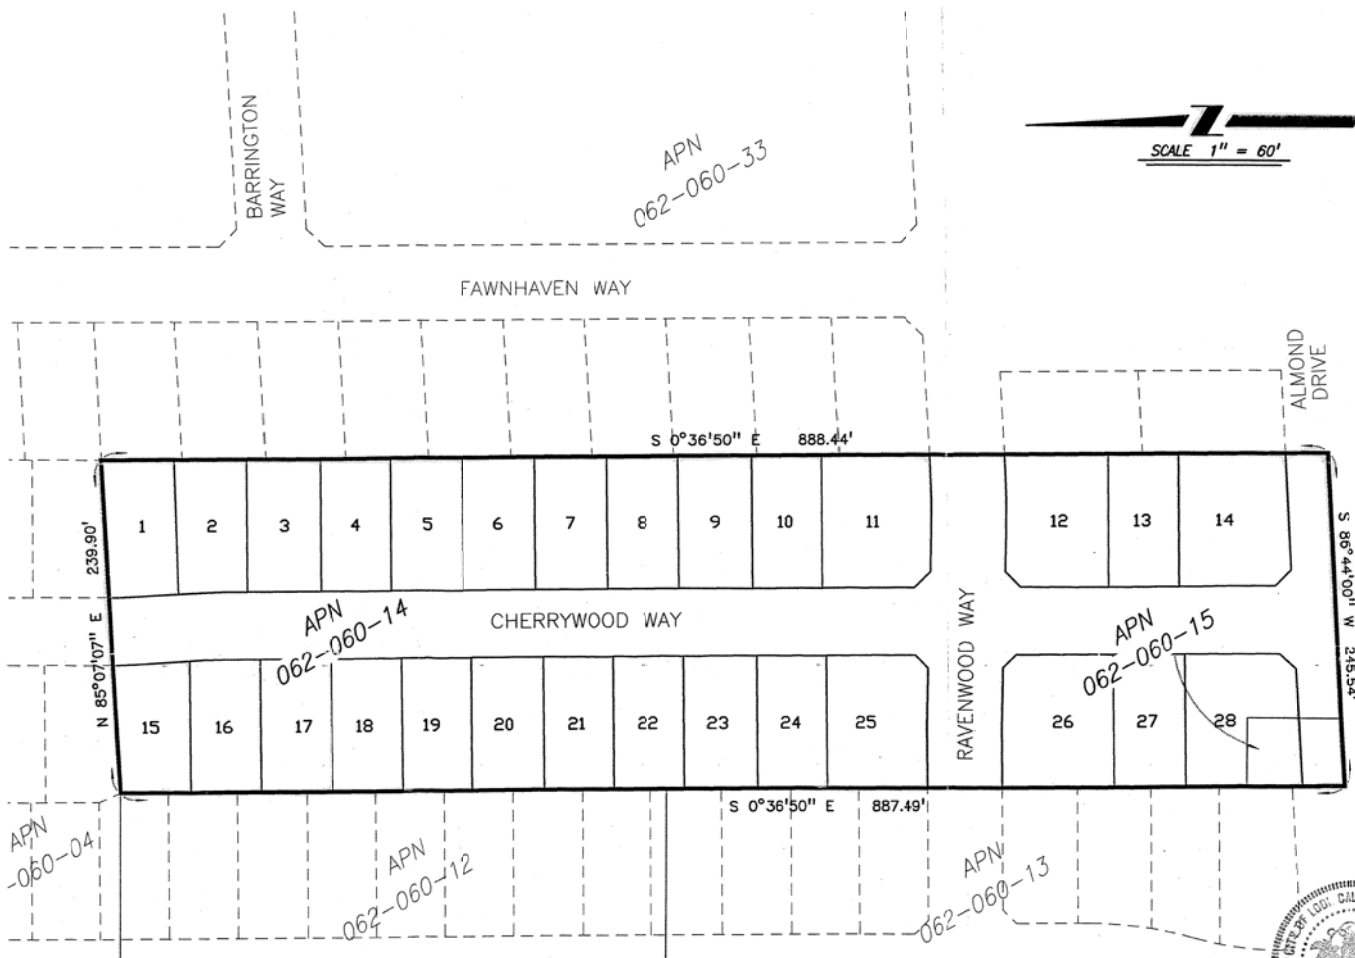 BARRINGTON
WAY
APN
062-060-33
SCALE 1" = 60'
FAWNHAVEN WAY
ALMOND
DRIVE
S 0°36'50" E 888.44'
1 2 3 4 5 6 7 8 9 10 11 12 13 14
239.90'
N 85°07'07" E
S 86°44'00" W 245.54'
APN
062-060-14
CHERRYWOOD WAY
RAVENWOOD WAY
APN
062-060-15
15 16 17 18 19 20 21 22 23 24 25 26 27 28
S 0°36'50" E 887.49'
APN
-060-04
APN
062-060-12
APN
062-060-13
CITY OF LODI CAL